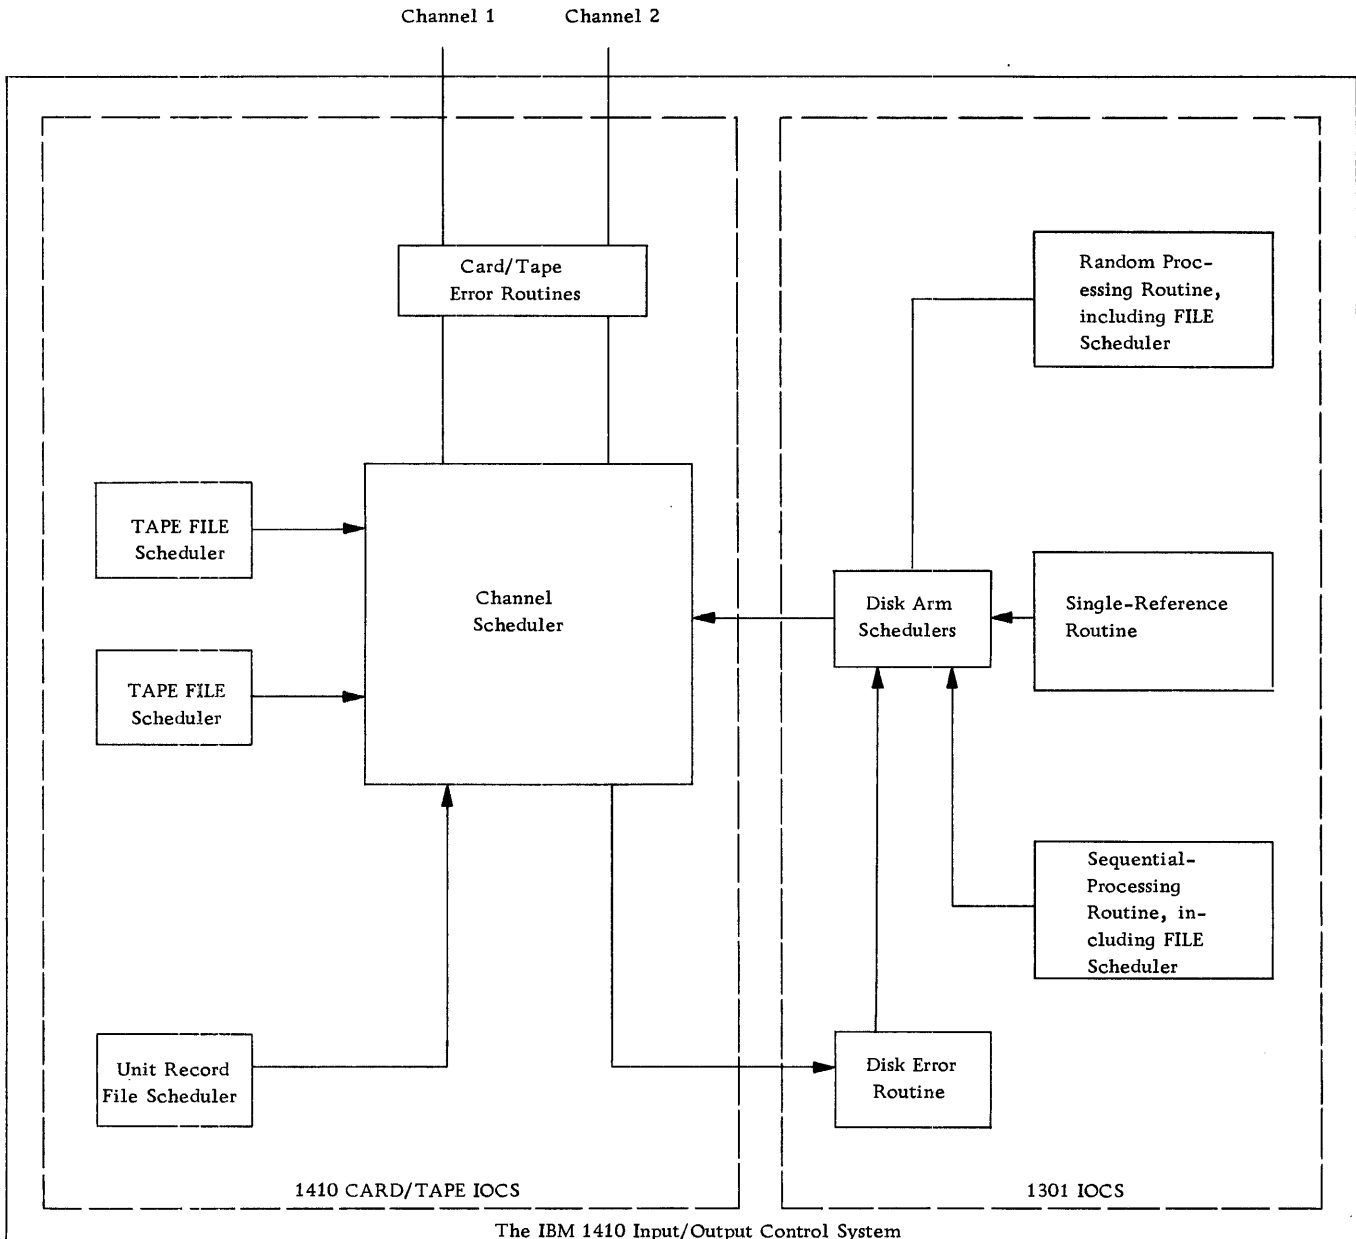 Channel 1
Channel 2
Card/Tape
Error Routines
Random Proc-
essing Routine,
including FILE
Scheduler
TAPE FILE
Scheduler
Channel
Scheduler
Disk Arm
Schedulers
Single-Reference
Routine
TAPE FILE
Scheduler
Sequential-
Processing
Routine, in-
cluding FILE
Scheduler
Unit Record
File Scheduler
Disk Error
Routine
1410 CARD/TAPE IOCS
1301 IOCS
The IBM 1410 Input/Output Control System